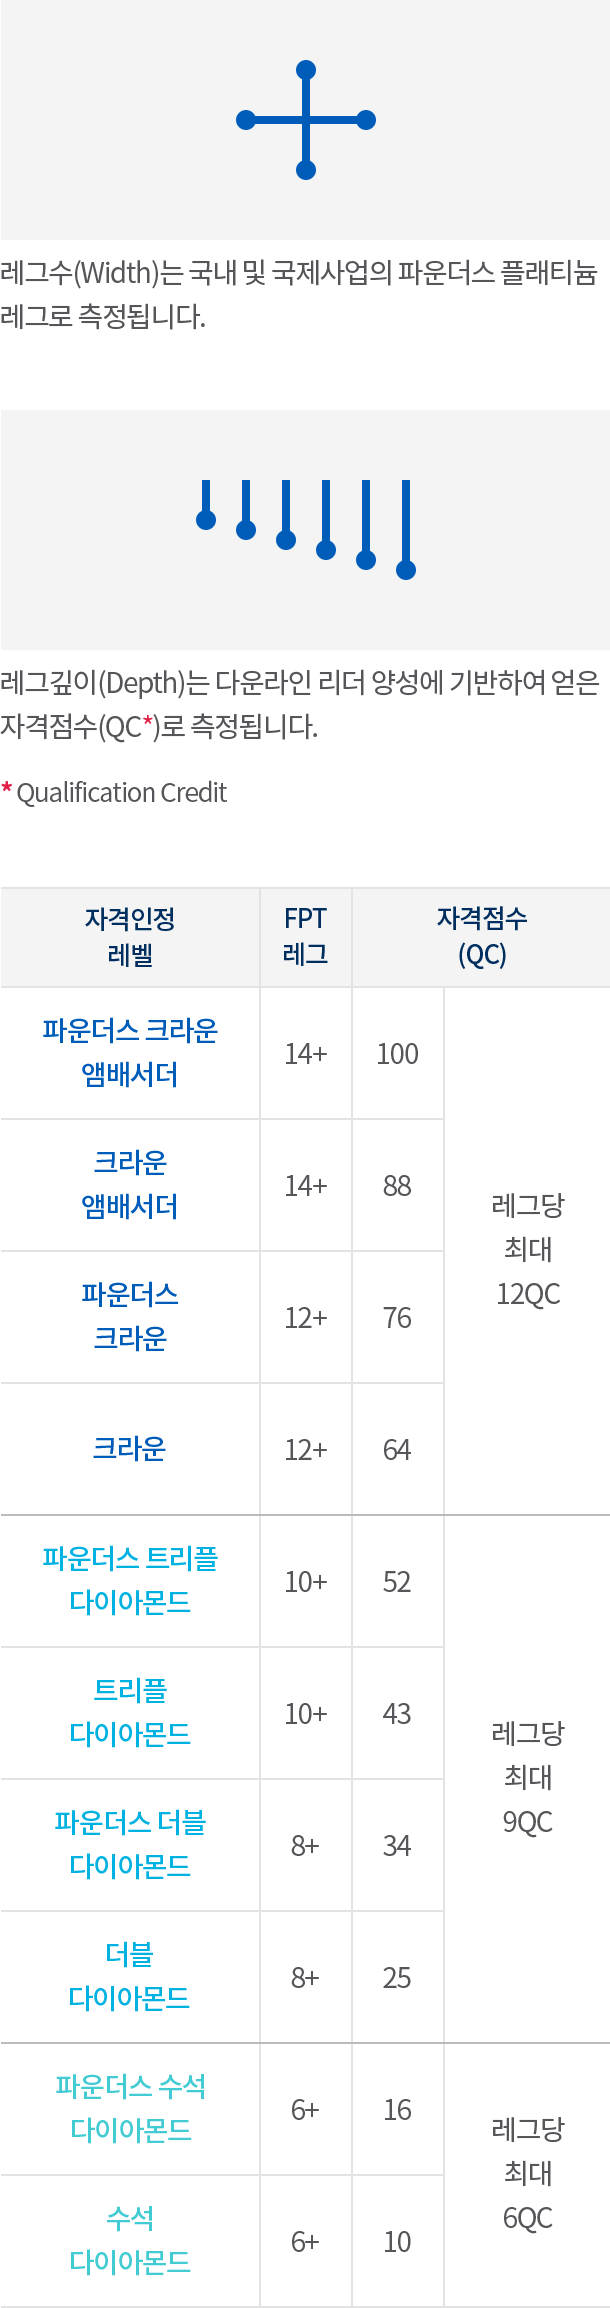 레그수(Width)는 국내 및 국제사업의 파운더스 플래티늄
레그로 측정됩니다.
레그깊이(Depth)는 다운라인 리더 양성에 기반하여 얻은
자격점수(QC*)로 측정됩니다.
* Qualification Credit
자격인정
레벨
FPT
레그
자격점수
(QC)
파운더스 크라운
앰배서더
14+
100
크라운
앰배서더
14+
88
파운더스
크라운
12+
76
크라운
12+
64
레그당
최대
12QC
파운더스 트리플
다이아몬드
10+
52
트리플
다이아몬드
10+
43
파운더스 더블
다이아몬드
8+
34
더블
다이아몬드
8+
25
레그당
최대
9QC
파운더스 수석
다이아몬드
6+
16
수석
다이아몬드
6+
10
레그당
최대
6QC